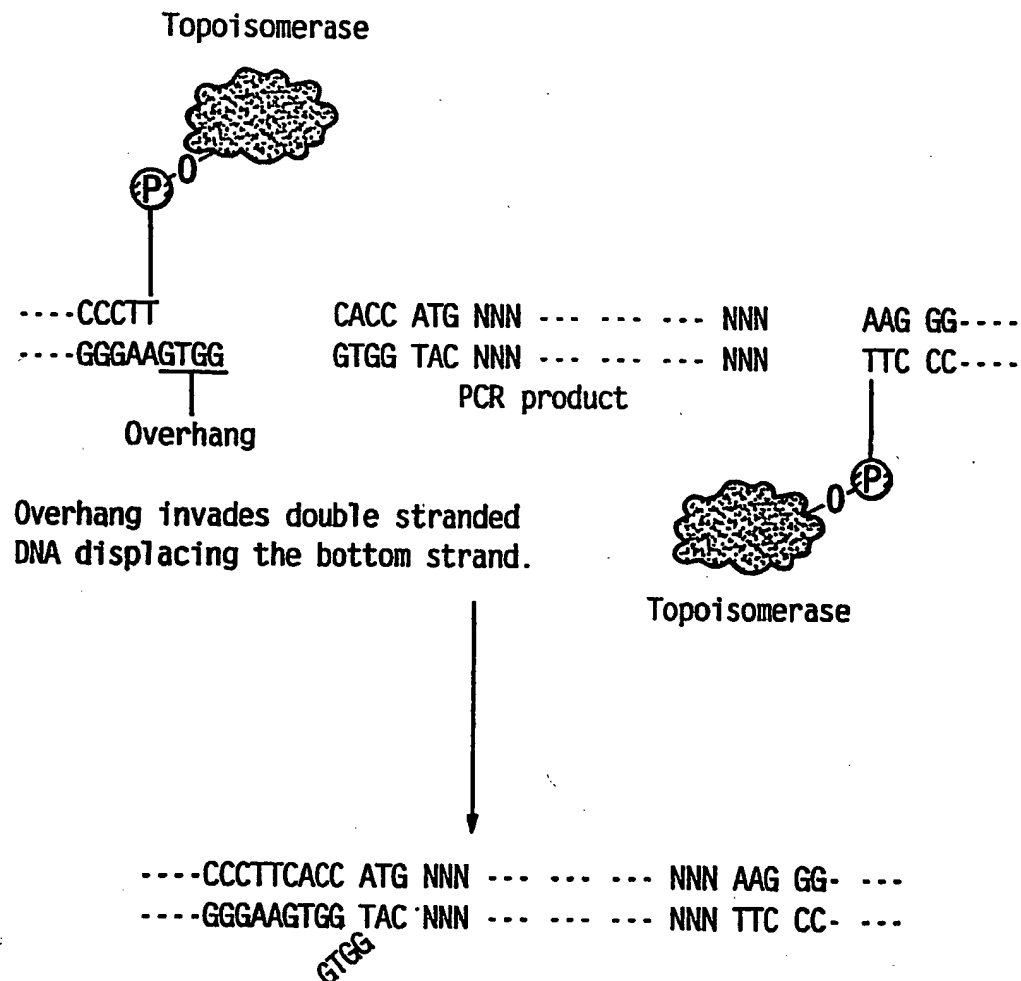 Topoisomerase
P-O
----CCCTT CACC ATG NNN --- --- --- NNN AAG GG----
----GGGAAGTGG GTGG TAC NNN --- --- --- NNN TTC CC----
PCR product
Overhang
O-P
Overhang invades double stranded
DNA displacing the bottom strand.
Topoisomerase
----CCCTTCACC ATG NNN --- --- --- NNN AAG GG- ---
----GGGAAGTGG TAC NNN --- --- --- NNN TTC CC- ---
GTGG